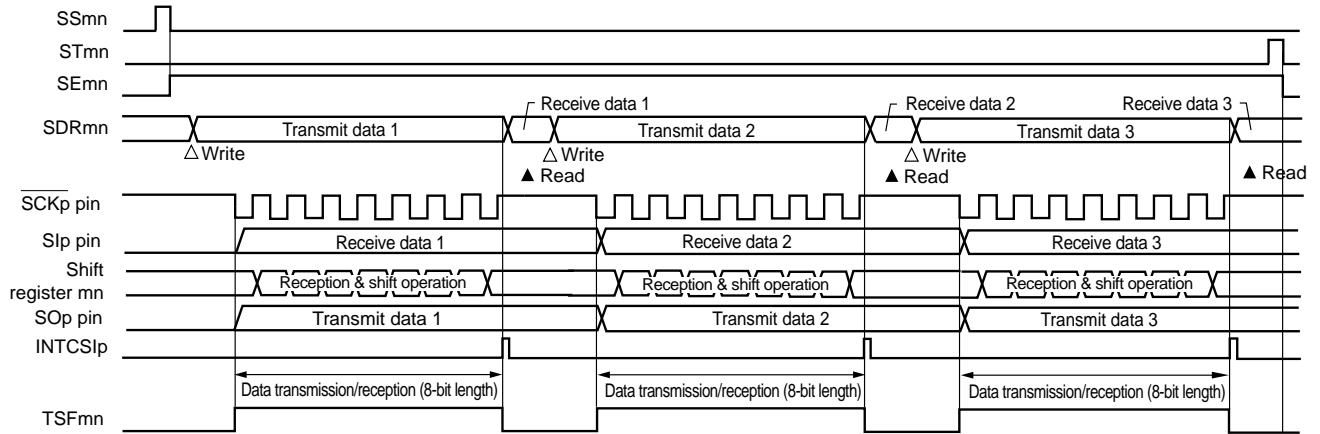 SSmn
STmn
SEmn
Receive data 1 Receive data 2 Receive data 3
SDRmn Transmit data 1 Transmit data 2 Transmit data 3
△Write △ Write △ Write
▲ Read ▲ Read ▲ Read
SCKp pin
SIp pin Receive data 1 Receive data 2 Receive data 3
Shift
register mn Reception & shift operation Reception & shift operation Reception & shift operation
SOp pin Transmit data 1 Transmit data 2 Transmit data 3
INTCSIp
Data transmission/reception (8-bit length) Data transmission/reception (8-bit length) Data transmission/reception (8-bit length)
TSFmn